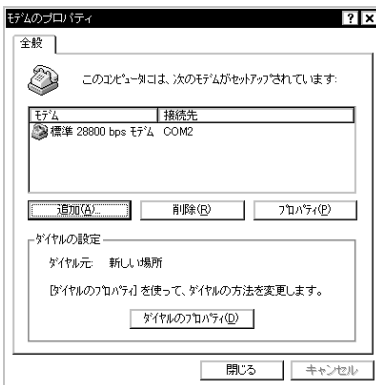 ﾓﾃﾞﾑのﾌﾟﾛﾊﾟﾃｨ
全般
このｺﾝﾋﾟｭｰﾀには、次のﾓﾃﾞﾑがｾｯﾄｱｯﾌﾟされています:
ﾓﾃﾞﾑ 接続先
標準 28800 bps ﾓﾃﾞﾑ COM2
追加(A)... 削除(R) ﾌﾟﾛﾊﾟﾃｨ(P)
ﾀﾞｲﾔﾙの設定
ﾀﾞｲﾔﾙ元: 新しい場所
[ﾀﾞｲﾔﾙのﾌﾟﾛﾊﾟﾃｨ] を使って、ﾀﾞｲﾔﾙの方法を変更します。
ﾀﾞｲﾔﾙのﾌﾟﾛﾊﾟﾃｨ(D)
閉じる キャンセル